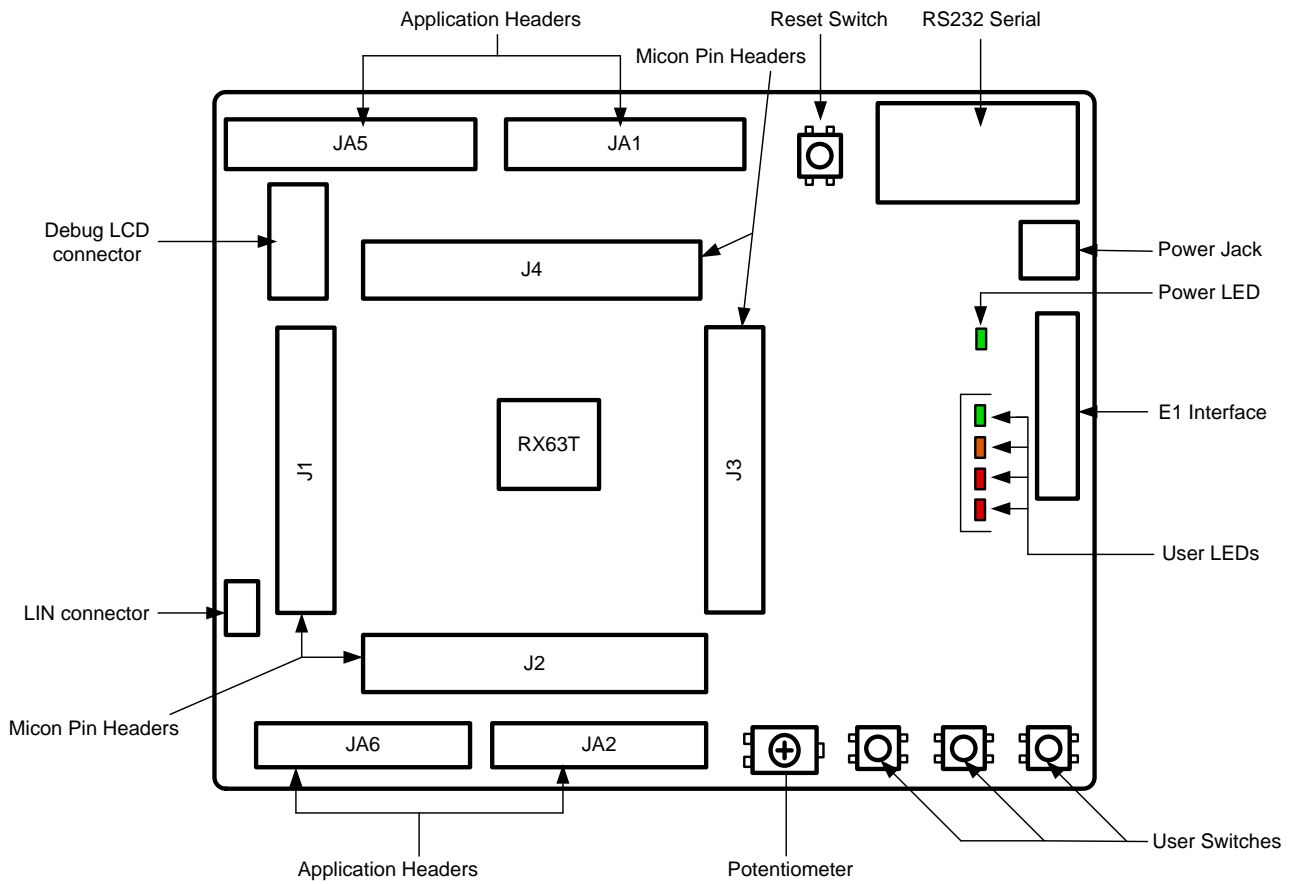 Application Headers
Reset Switch
RS232 Serial
Micon Pin Headers
JA5
JA1
Debug LCD
connector
J4
Power Jack
Power LED
E1 Interface
RX63T
J1
J3
User LEDs
LIN connector
J2
Micon Pin Headers
JA6
JA2
User Switches
Application Headers
Potentiometer